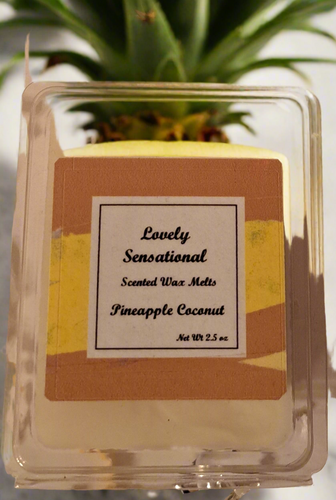 Lovely
Sensational
Scented Wax Melts
Pineapple Coconut
Net Wt 2.5 oz